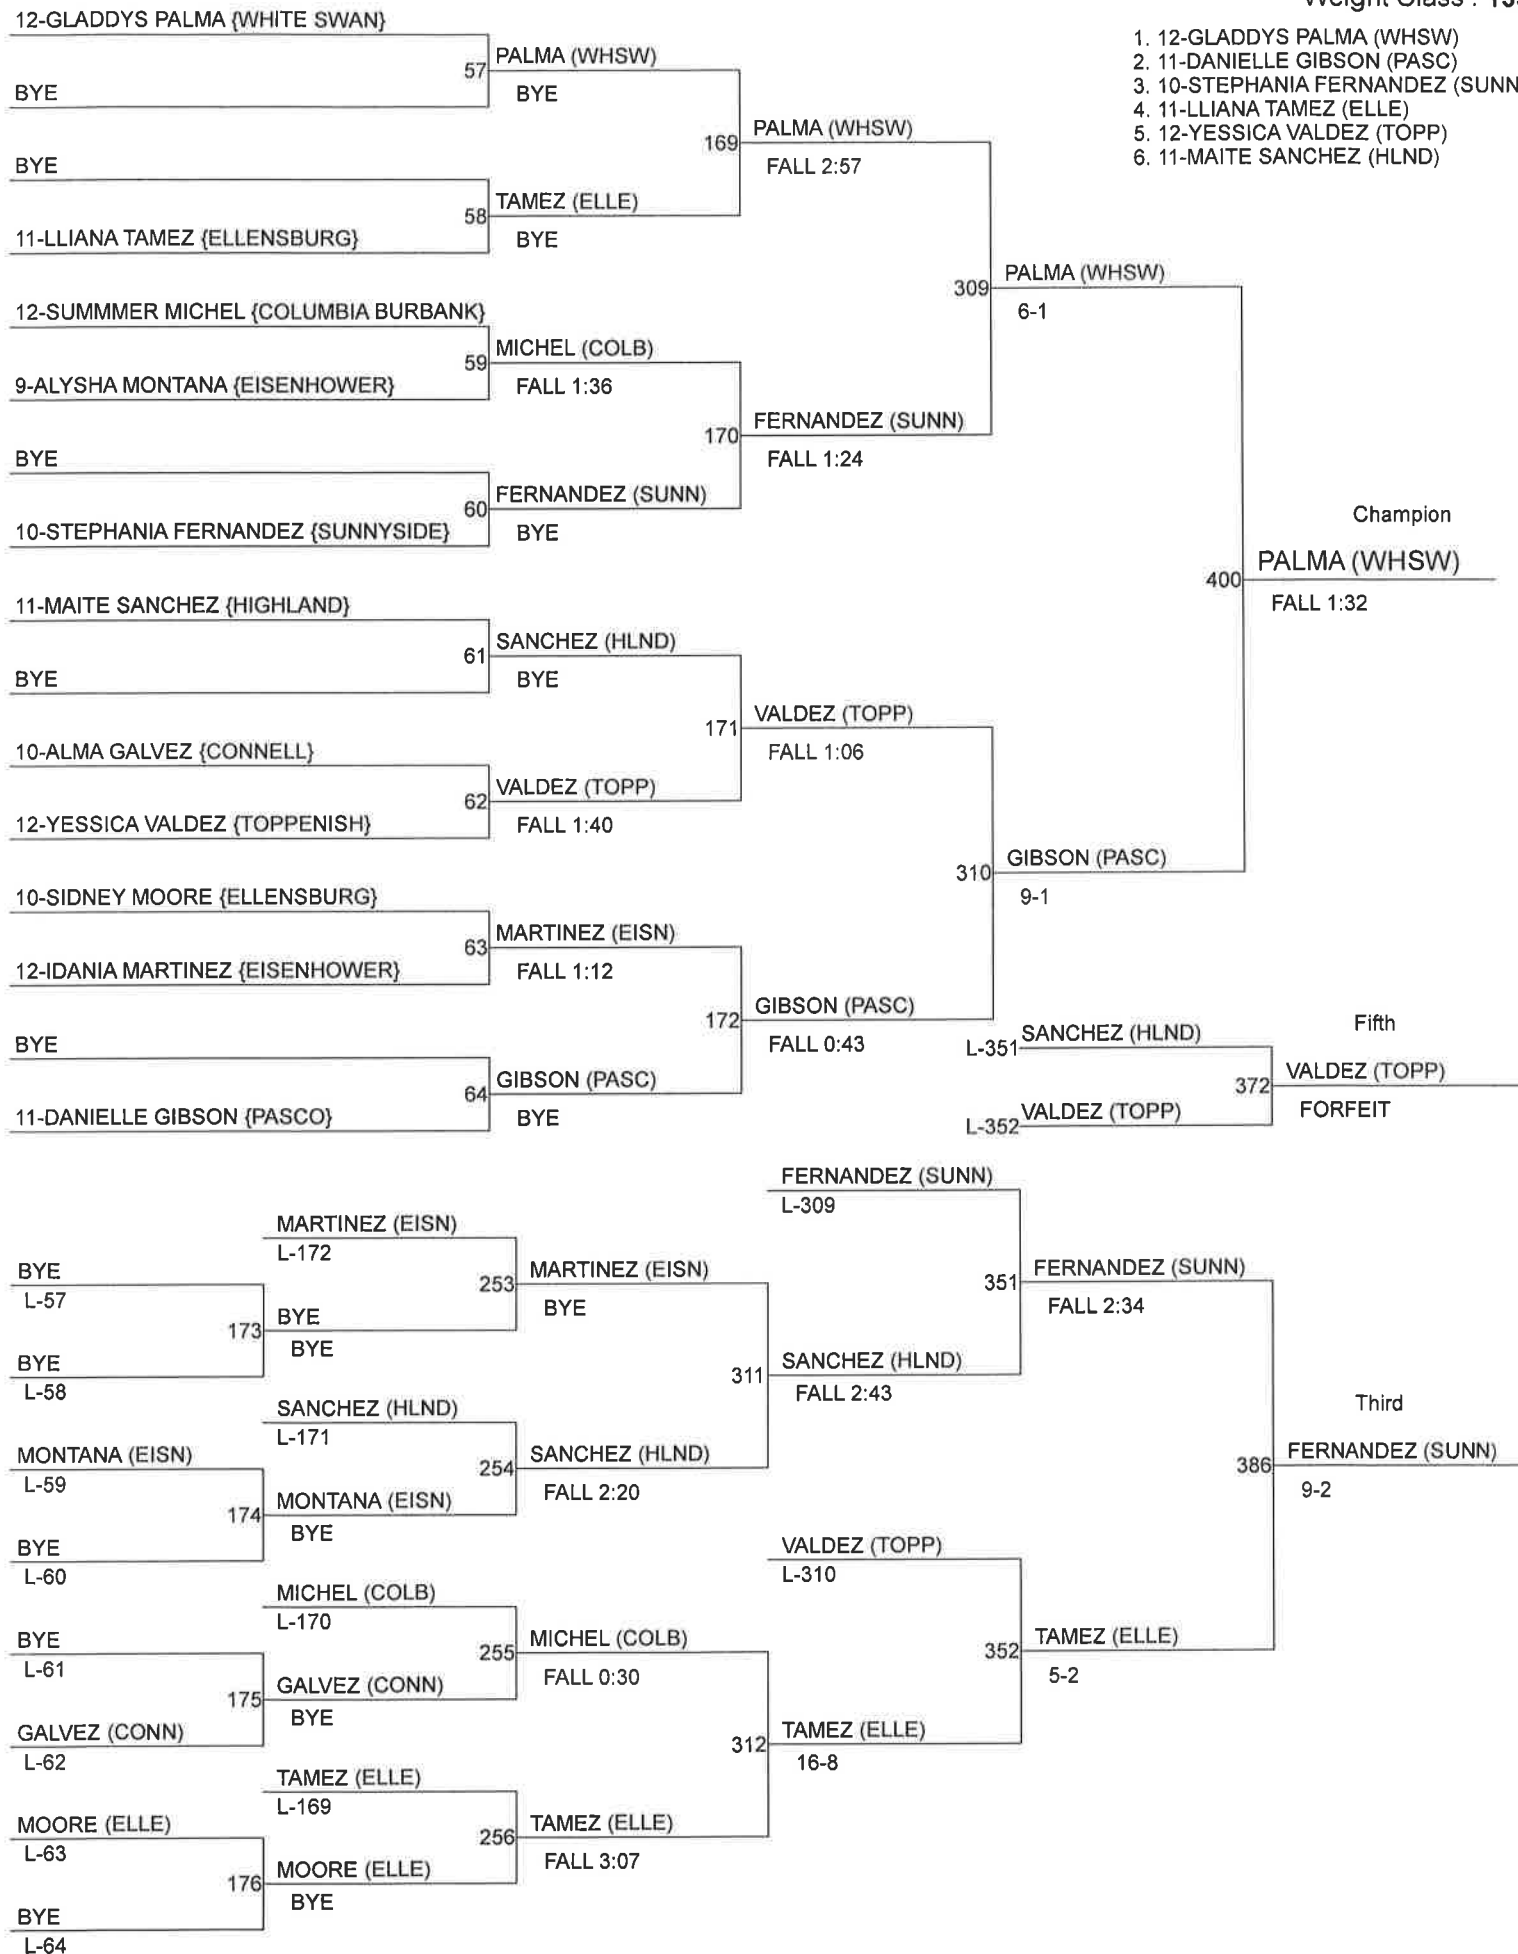 Weight Class :
1. 12-GLADDYS PALMA (WHSW)
2. 11-DANIELLE GIBSON (PASC)
3. 10-STEPHANIA FERNANDEZ (SUNN
4. 11-LLIANA TAMEZ (ELLE)
5. 12-YESSICA VALDEZ (TOPP)
6. 11-MAITE SANCHEZ (HLND)
12-GLADDYS PALMA {WHITE SWAN}
BYE
BYE
11-LLIANA TAMEZ {ELLENSBURG}
12-SUMMMER MICHEL {COLUMBIA BURBANK}
9-ALYSHA MONTANA {EISENHOWER}
BYE
10-STEPHANIA FERNANDEZ {SUNNYSIDE}
11-MAITE SANCHEZ {HIGHLAND}
BYE
10-ALMA GALVEZ {CONNELL}
12-YESSICA VALDEZ {TOPPENISH}
10-SIDNEY MOORE {ELLENSBURG}
12-IDANIA MARTINEZ {EISENHOWER}
BYE
11-DANIELLE GIBSON {PASCO}
57 PALMA (WHSW)
BYE
58 TAMEZ (ELLE)
BYE
59 MICHEL (COLB)
FALL 1:36
60 FERNANDEZ (SUNN)
BYE
61 SANCHEZ (HLND)
BYE
62 VALDEZ (TOPP)
FALL 1:40
63 MARTINEZ (EISN)
FALL 1:12
64 GIBSON (PASC)
BYE
169 PALMA (WHSW)
FALL 2:57
170 FERNANDEZ (SUNN)
FALL 1:24
171 VALDEZ (TOPP)
FALL 1:06
172 GIBSON (PASC)
FALL 0:43
309 PALMA (WHSW)
6-1
310 GIBSON (PASC)
9-1
Champion
400 PALMA (WHSW)
FALL 1:32
L-351 SANCHEZ (HLND)
L-352 VALDEZ (TOPP)
Fifth
372 VALDEZ (TOPP)
FORFEIT
BYE
L-57
BYE
L-58
MONTANA (EISN)
L-59
BYE
L-60
BYE
L-61
GALVEZ (CONN)
L-62
MOORE (ELLE)
L-63
BYE
L-64
MARTINEZ (EISN)
L-172
173 BYE
BYE
SANCHEZ (HLND)
L-171
174 MONTANA (EISN)
BYE
MICHEL (COLB)
L-170
175 GALVEZ (CONN)
BYE
TAMEZ (ELLE)
L-169
176 MOORE (ELLE)
BYE
253 MARTINEZ (EISN)
BYE
254 SANCHEZ (HLND)
FALL 2:20
255 MICHEL (COLB)
FALL 0:30
256 TAMEZ (ELLE)
FALL 3:07
FERNANDEZ (SUNN)
L-309
311 SANCHEZ (HLND)
FALL 2:43
VALDEZ (TOPP)
L-310
312 TAMEZ (ELLE)
16-8
351 FERNANDEZ (SUNN)
FALL 2:34
352 TAMEZ (ELLE)
5-2
Third
386 FERNANDEZ (SUNN)
9-2